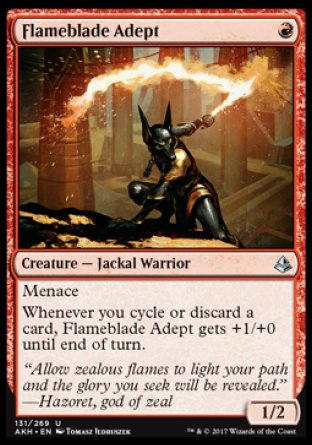 Flameblade Adept
Creature — Jackal Warrior
Menace
Whenever you cycle or discard a
card, Flameblade Adept gets +1/+0
until end of turn.
“Allow zealous flames to light your path
and the glory you seek will be revealed.”
—Hazoret, god of zeal
1/2
131/269 U
AKH • EN Tomasz Jedruszek
™ & © 2017 Wizards of the Coast